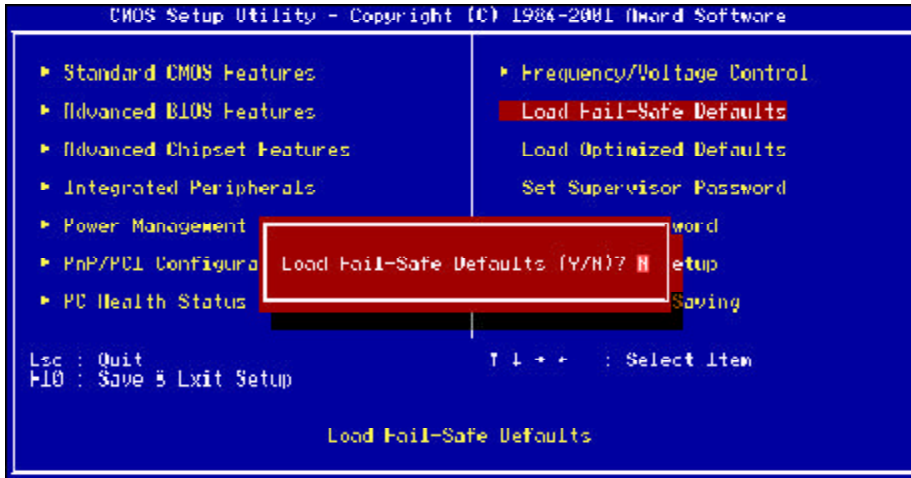 CMOS Setup Utility - Copyright (C) 1984-2001 Award Software
▸ Standard CMOS Features
▸ Advanced BIOS Features
▸ Advanced Chipset Features
▸ Integrated Peripherals
▸ Power Management
▸ PnP/PCI Configura
▸ PC Health Status
▸ Frequency/Voltage Control
Load Fail-Safe Defaults
Load Optimized Defaults
Set Supervisor Password
word
etup
Saving
Load Fail-Safe Defaults (Y/N)? N
Esc : Quit
F10 : Save & Exit Setup
↑ ↓ → ← : Select Item
Load Fail-Safe Defaults